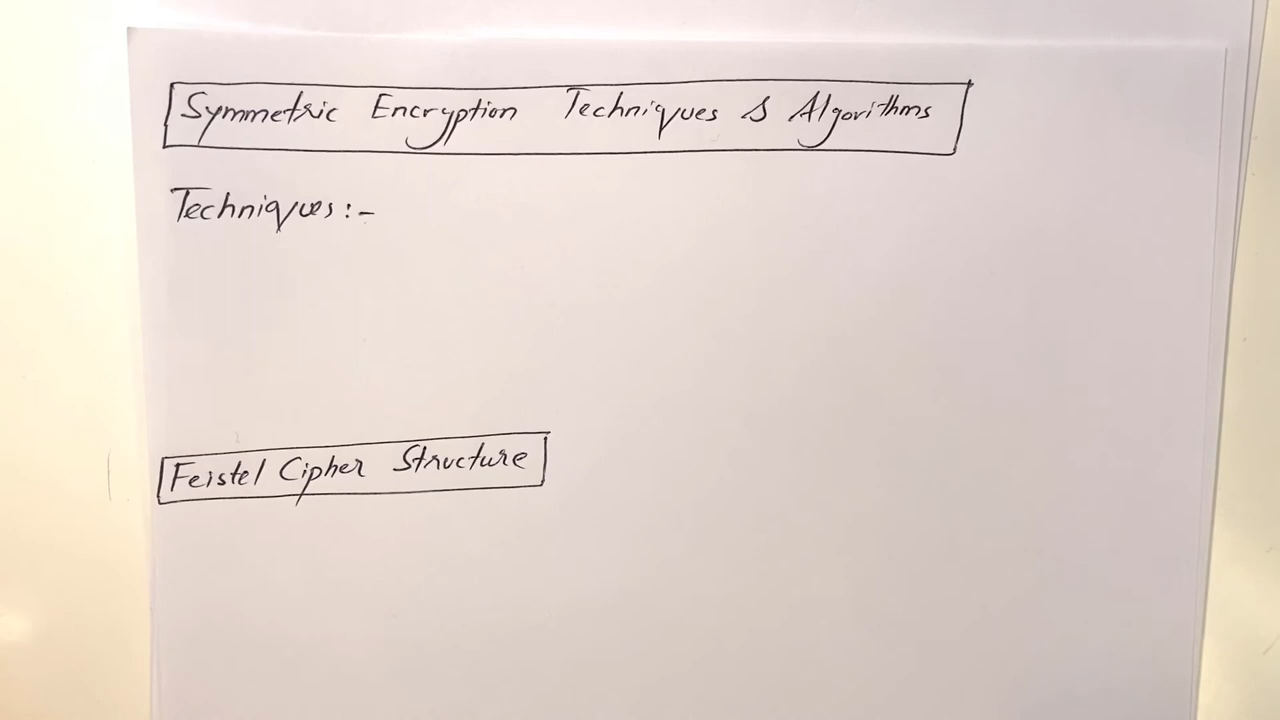 Symmetric Encryption Techniques & Algorithms
Techniques:-
Feistel Cipher Structure